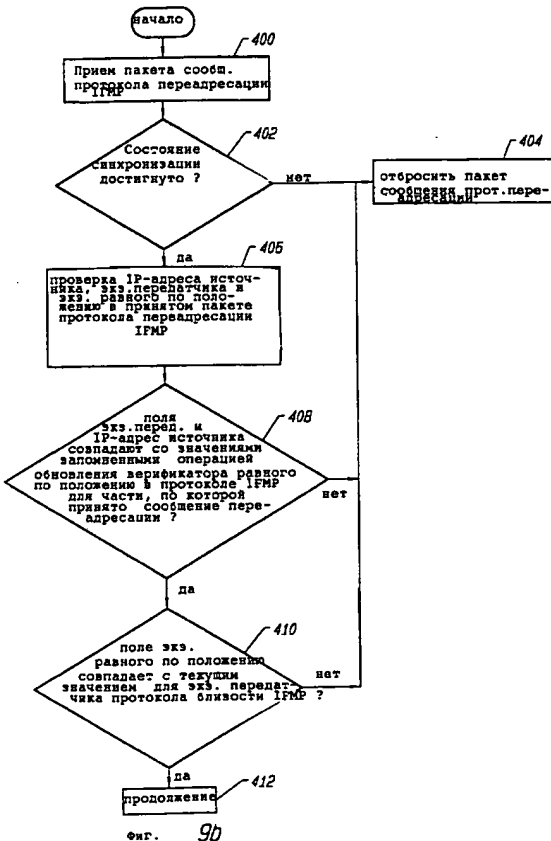 начало
400
Прием пакета сообщ.
протокола переадресации
IFMP
402
Состояние
синхронизации
достигнуто ?
нет
404
отбросить пакет
сообщения прот.пере-
адресации
да
406
проверка IP-адреса источ-
ника, экз.передатчика и
экз. равного по поло-
жению в принятом пакете
протокола переадресации
IFMP
408
поля
экз.перед. и
IP-адрес источника
совпадают со значениями
запомненными операцией
обновления верификатора равного
по положению в протоколе IFMP
для части, по которой
принято сообщение пере-
адресации ?
нет
да
410
поле экз.
равного по положению
совпадает с текущим
значением для экз. передат-
чика протокола близости IFMP ?
нет
да
412
продолжение
Фиг. 9b